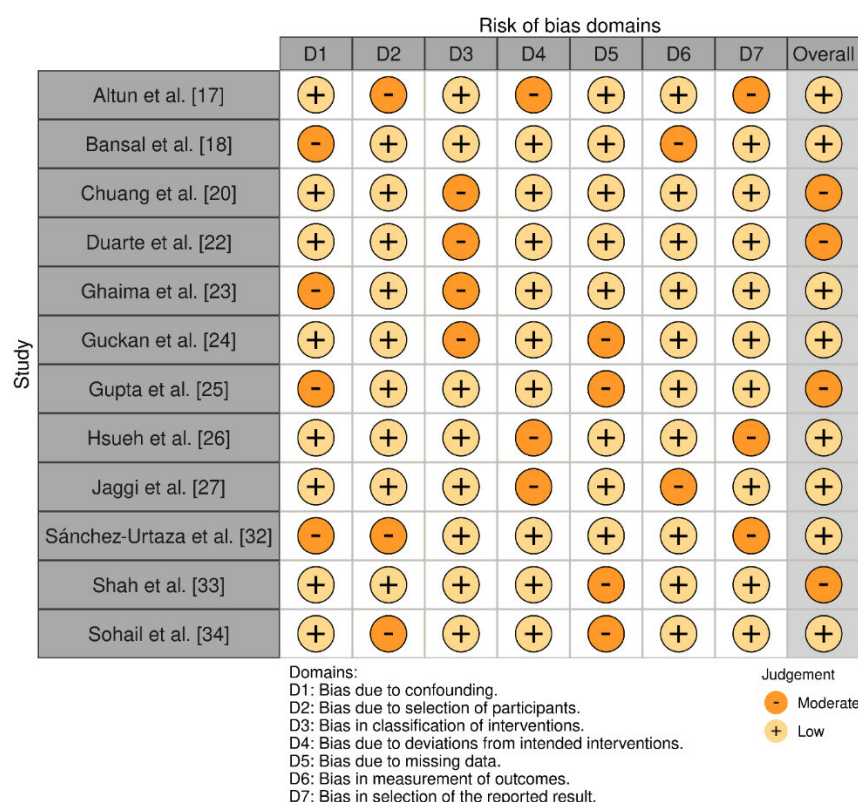 Risk of bias domains
D1 D2 D3 D4 D5 D6 D7 Overall
Study
Altun et al. [17] + - + - + + - +
Bansal et al. [18] - + + + + - + +
Chuang et al. [20] + + - + + + + -
Duarte et al. [22] + + - + + + + -
Ghaima et al. [23] - + - + + + + +
Guckan et al. [24] + + - + - + + +
Gupta et al. [25] - + + + - + + -
Hsueh et al. [26] + + + - + + - +
Jaggi et al. [27] + + + - + - + +
Sánchez-Urtaza et al. [32] - - + + + + - +
Shah et al. [33] + + + + - + + -
Sohail et al. [34] + - + + - + + +
Domains:
D1: Bias due to confounding.
D2: Bias due to selection of participants.
D3: Bias in classification of interventions.
D4: Bias due to deviations from intended interventions.
D5: Bias due to missing data.
D6: Bias in measurement of outcomes.
D7: Bias in selection of the reported result.
Judgement
- Moderate
+ Low